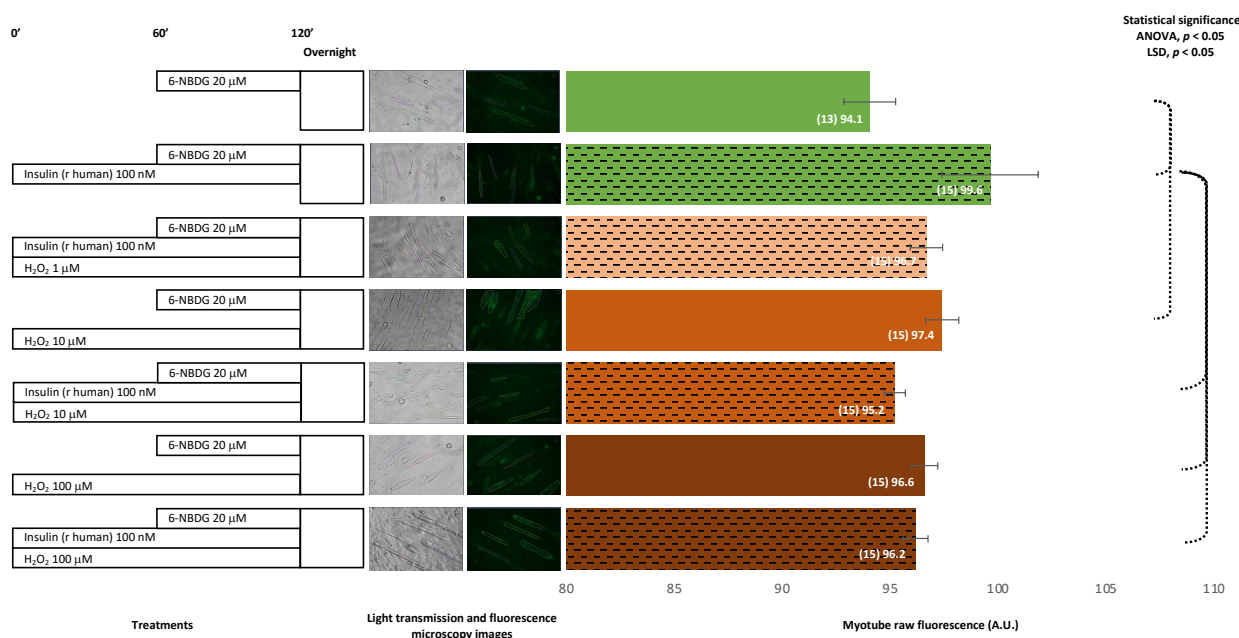 Statistical significance
ANOVA, p < 0.05
LSD, p < 0.05
0’ 60’ 120’
Overnight
6-NBDG 20 μM
(13) 94.1
6-NBDG 20 μM
Insulin (r human) 100 nM
(15) 99.6
6-NBDG 20 μM
Insulin (r human) 100 nM
H₂O₂ 1 μM
(15) 96.7
6-NBDG 20 μM
H₂O₂ 10 μM
(15) 97.4
6-NBDG 20 μM
Insulin (r human) 100 nM
H₂O₂ 10 μM
(15) 95.2
6-NBDG 20 μM
H₂O₂ 100 μM
(15) 96.6
6-NBDG 20 μM
Insulin (r human) 100 nM
H₂O₂ 100 μM
(15) 96.2
80 85 90 95 100 105 110
Treatments
Light transmission and fluorescence
microscopy images
Myotube raw fluorescence (A.U.)